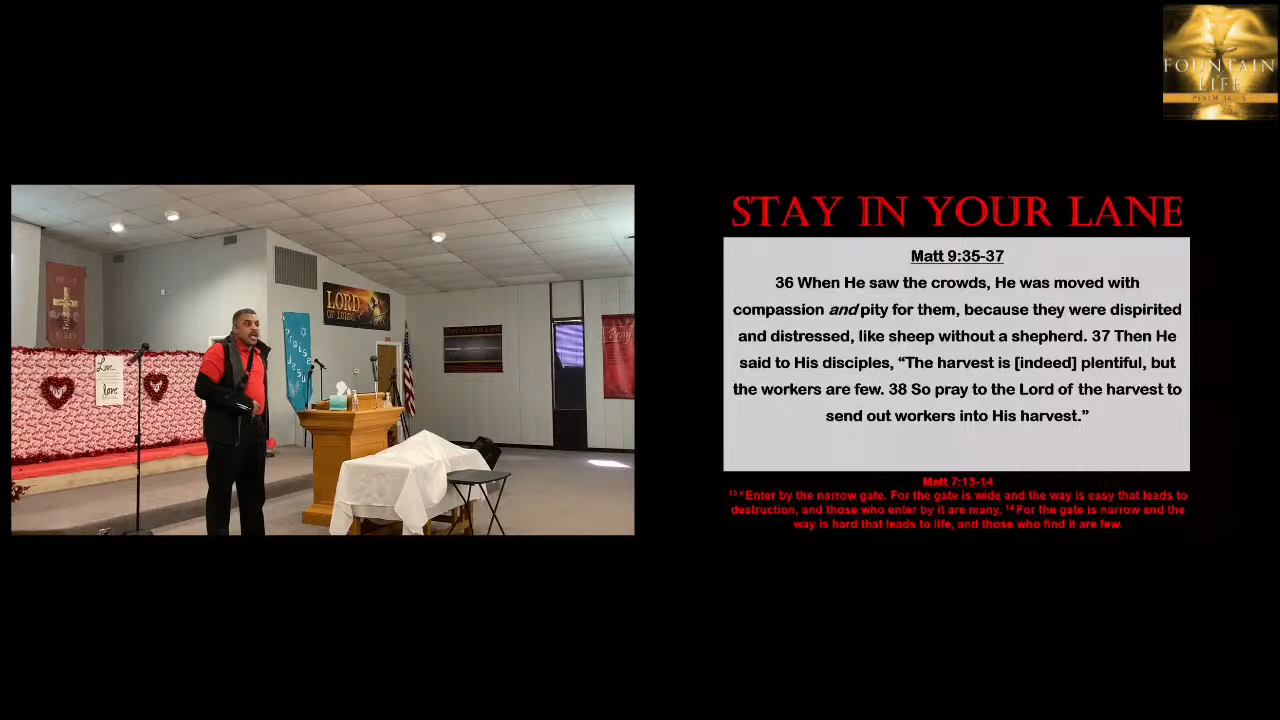 FOUNTAIN
LIFE
STAY IN YOUR LANE
Matt 9:35-37
36 When He saw the crowds, He was moved with
compassion and pity for them, because they were dispirited
and distressed, like sheep without a shepherd. 37 Then He
said to His disciples, “The harvest is [indeed] plentiful, but
the workers are few. 38 So pray to the Lord of the harvest to
send out workers into His harvest.”
Matt 7:13-14
13 “Enter by the narrow gate. For the gate is wide and the way is easy that leads to
destruction, and those who enter by it are many. 14 For the gate is narrow and the
way is hard that leads to life, and those who find it are few.
LORD
Praise
Jesus
Love
love
Pray
RISEN